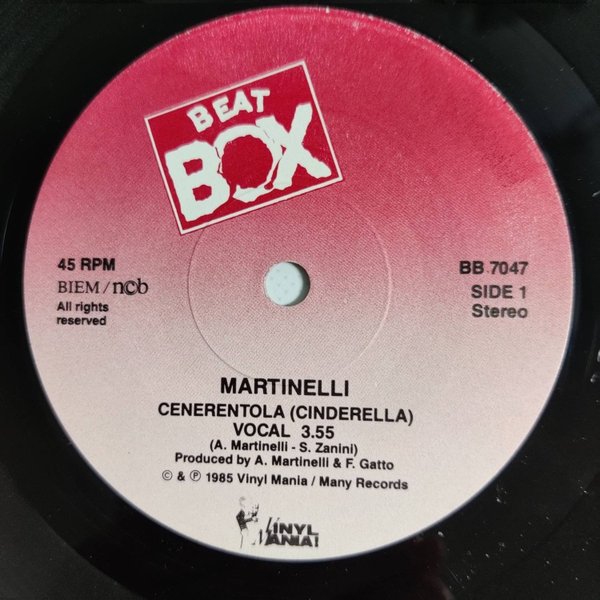 BEAT
BOX
45 RPM
BIEM / ncb
All rights
reserved
BB 7047
SIDE 1
Stereo
MARTINELLI
CENERENTOLA (CINDERELLA)
VOCAL 3.55
(A. Martinelli - S. Zanini)
Produced by A. Martinelli & F. Gatto
© & ℗ 1985 Vinyl Mania / Many Records
VINYL
MANIA!